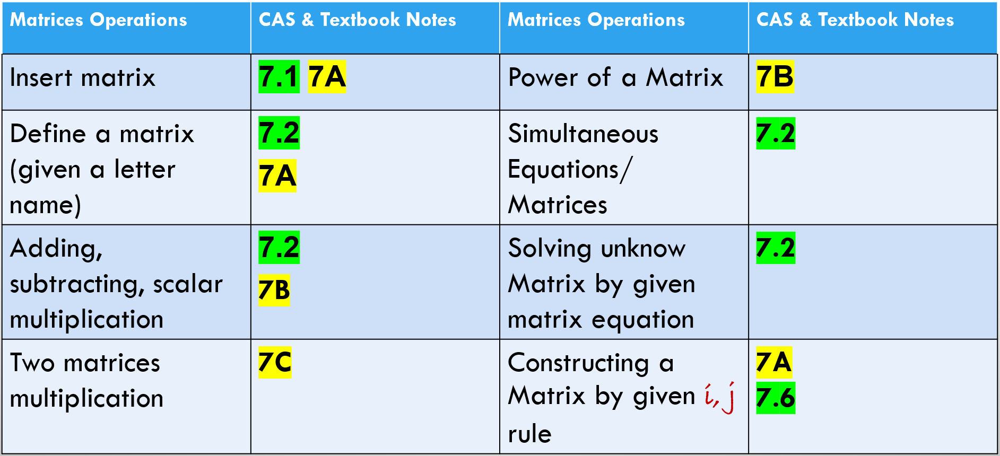 Matrices Operations
CAS & Textbook Notes
Matrices Operations
CAS & Textbook Notes
Insert matrix
7.1 7A
Power of a Matrix
7B
Define a matrix
(given a letter
name)
7.2
7A
Simultaneous
Equations/
Matrices
7.2
Adding,
subtracting, scalar
multiplication
7.2
7B
Solving unknow
Matrix by given
matrix equation
7.2
Two matrices
multiplication
7C
Constructing a
Matrix by given i,j
rule
7A
7.6